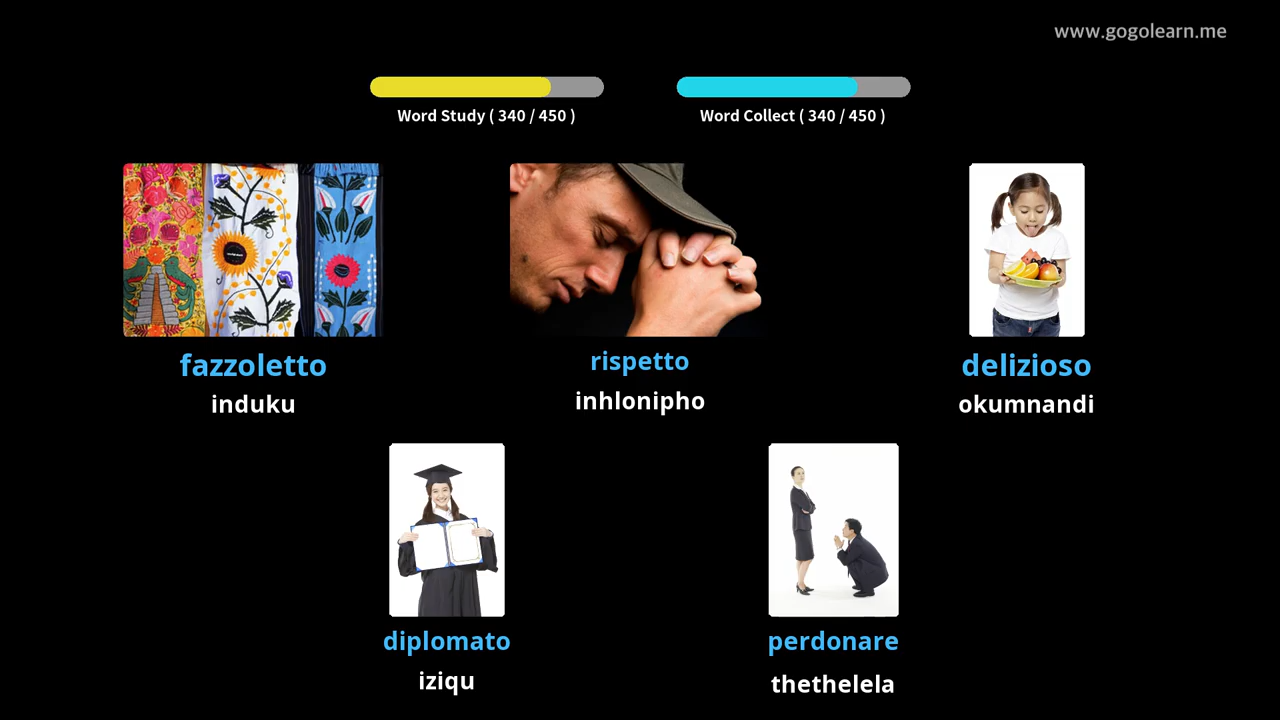 www.gogolearn.me
Word Study ( 340 / 450 )
Word Collect ( 340 / 450 )
fazzoletto
induku
rispetto
inhlonipho
delizioso
okumnandi
diplomato
iziqu
perdonare
thethelela